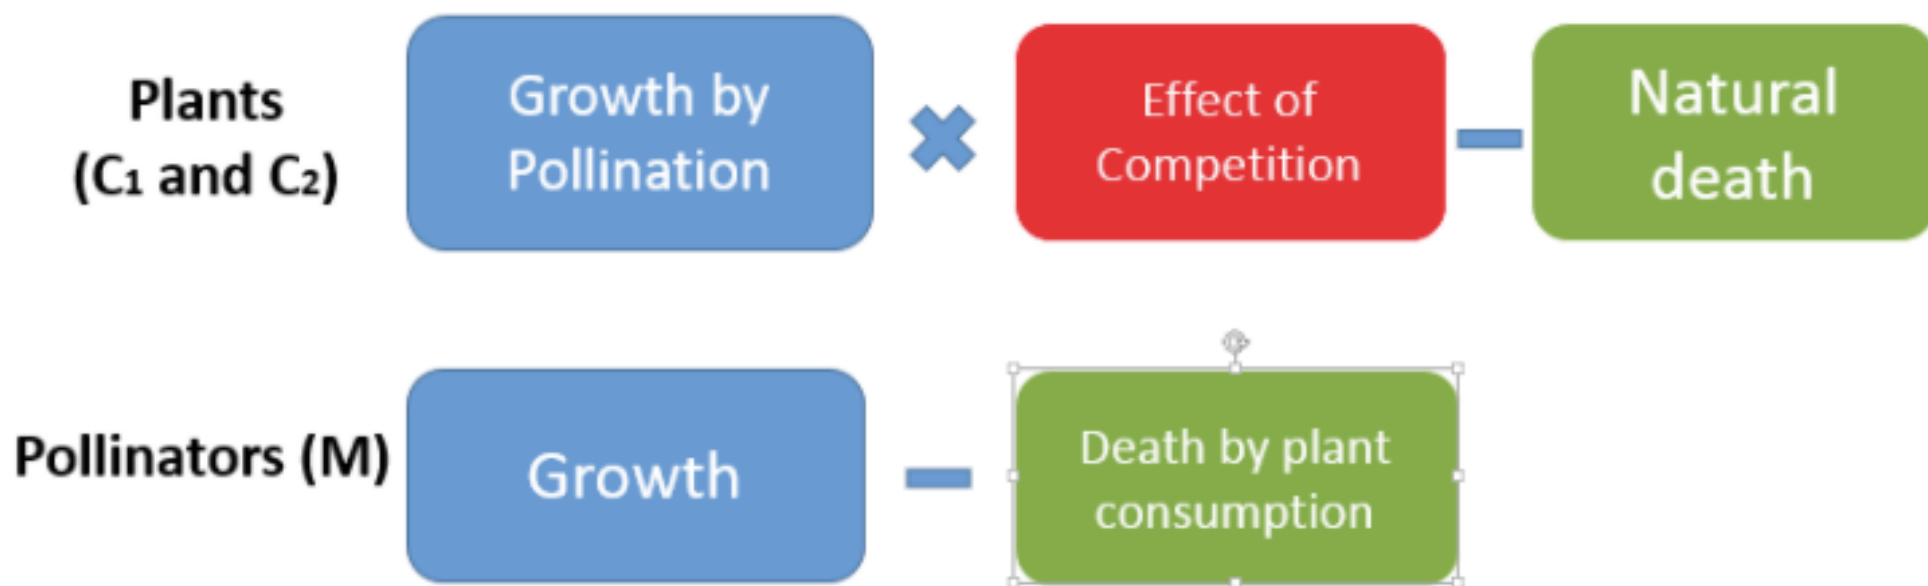 Plants
(C₁ and C₂)
Growth by
Pollination
Effect of
Competition
Natural
death
Pollinators (M)
Growth
Death by plant
consumption